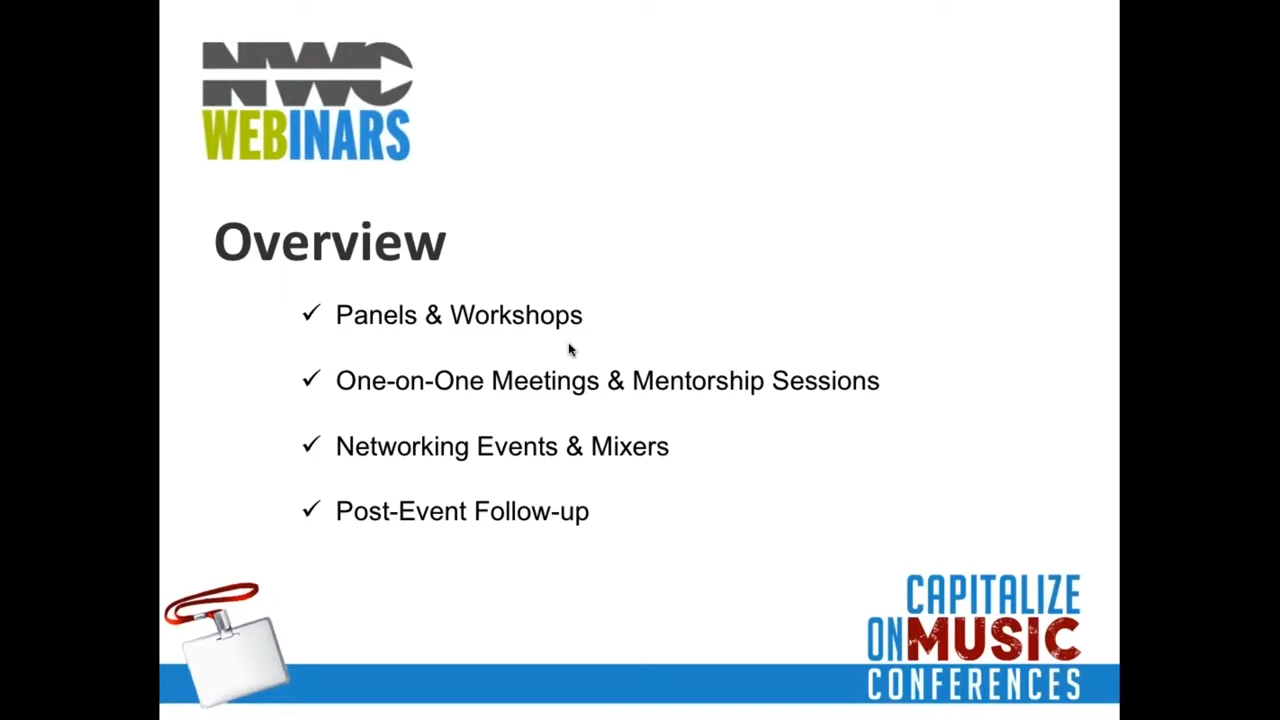 NWC
WEBINARS
Overview
✓ Panels & Workshops
✓ One-on-One Meetings & Mentorship Sessions
✓ Networking Events & Mixers
✓ Post-Event Follow-up
CAPITALIZE
ON MUSIC
CONFERENCES